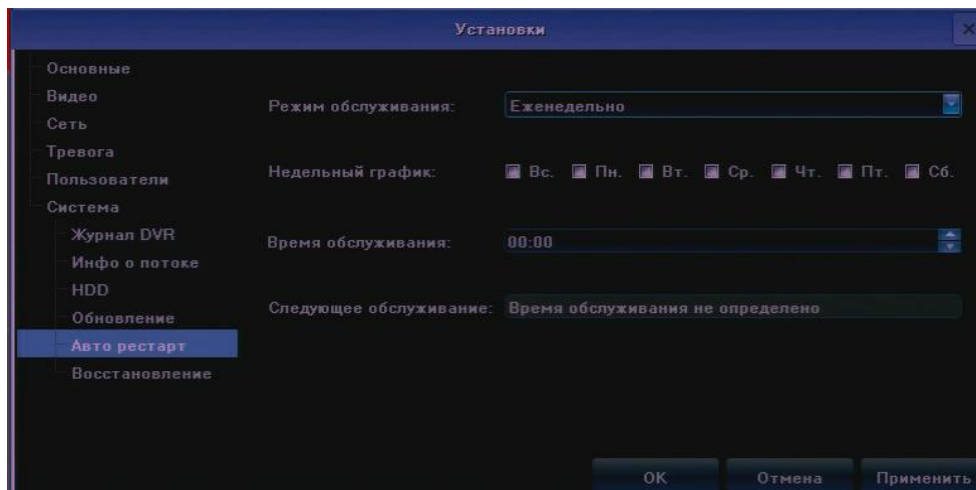 Установки
Основные
Видео
Сеть
Тревога
Пользователи
Система
Журнал DVR
Инфо о потоке
HDD
Обновление
Авто рестарт
Восстановление
Режим обслуживания: Еженедельно
Недельный график: Вс. Пн. Вт. Ср. Чт. Пт. Сб.
Время обслуживания: 00:00
Следующее обслуживание: Время обслуживания не определено
OK Отмена Применить